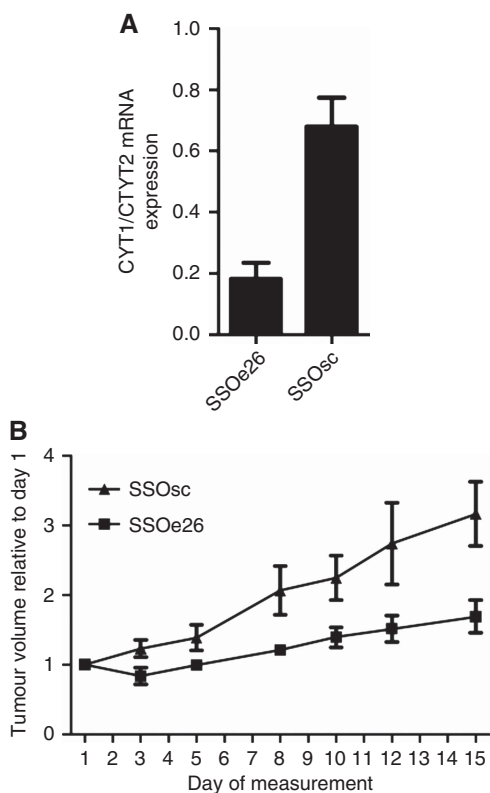 A
CYT1/CTYT2 mRNA
expression
1.0
0.8
0.6
0.4
0.2
0.0
SSOe26
SSOsc
B
Tumour volume relative to day 1
4
3
2
1
0
SSOsc
SSOe26
1 2 3 4 5 6 7 8 9 10 11 12 13 14 15
Day of measurement